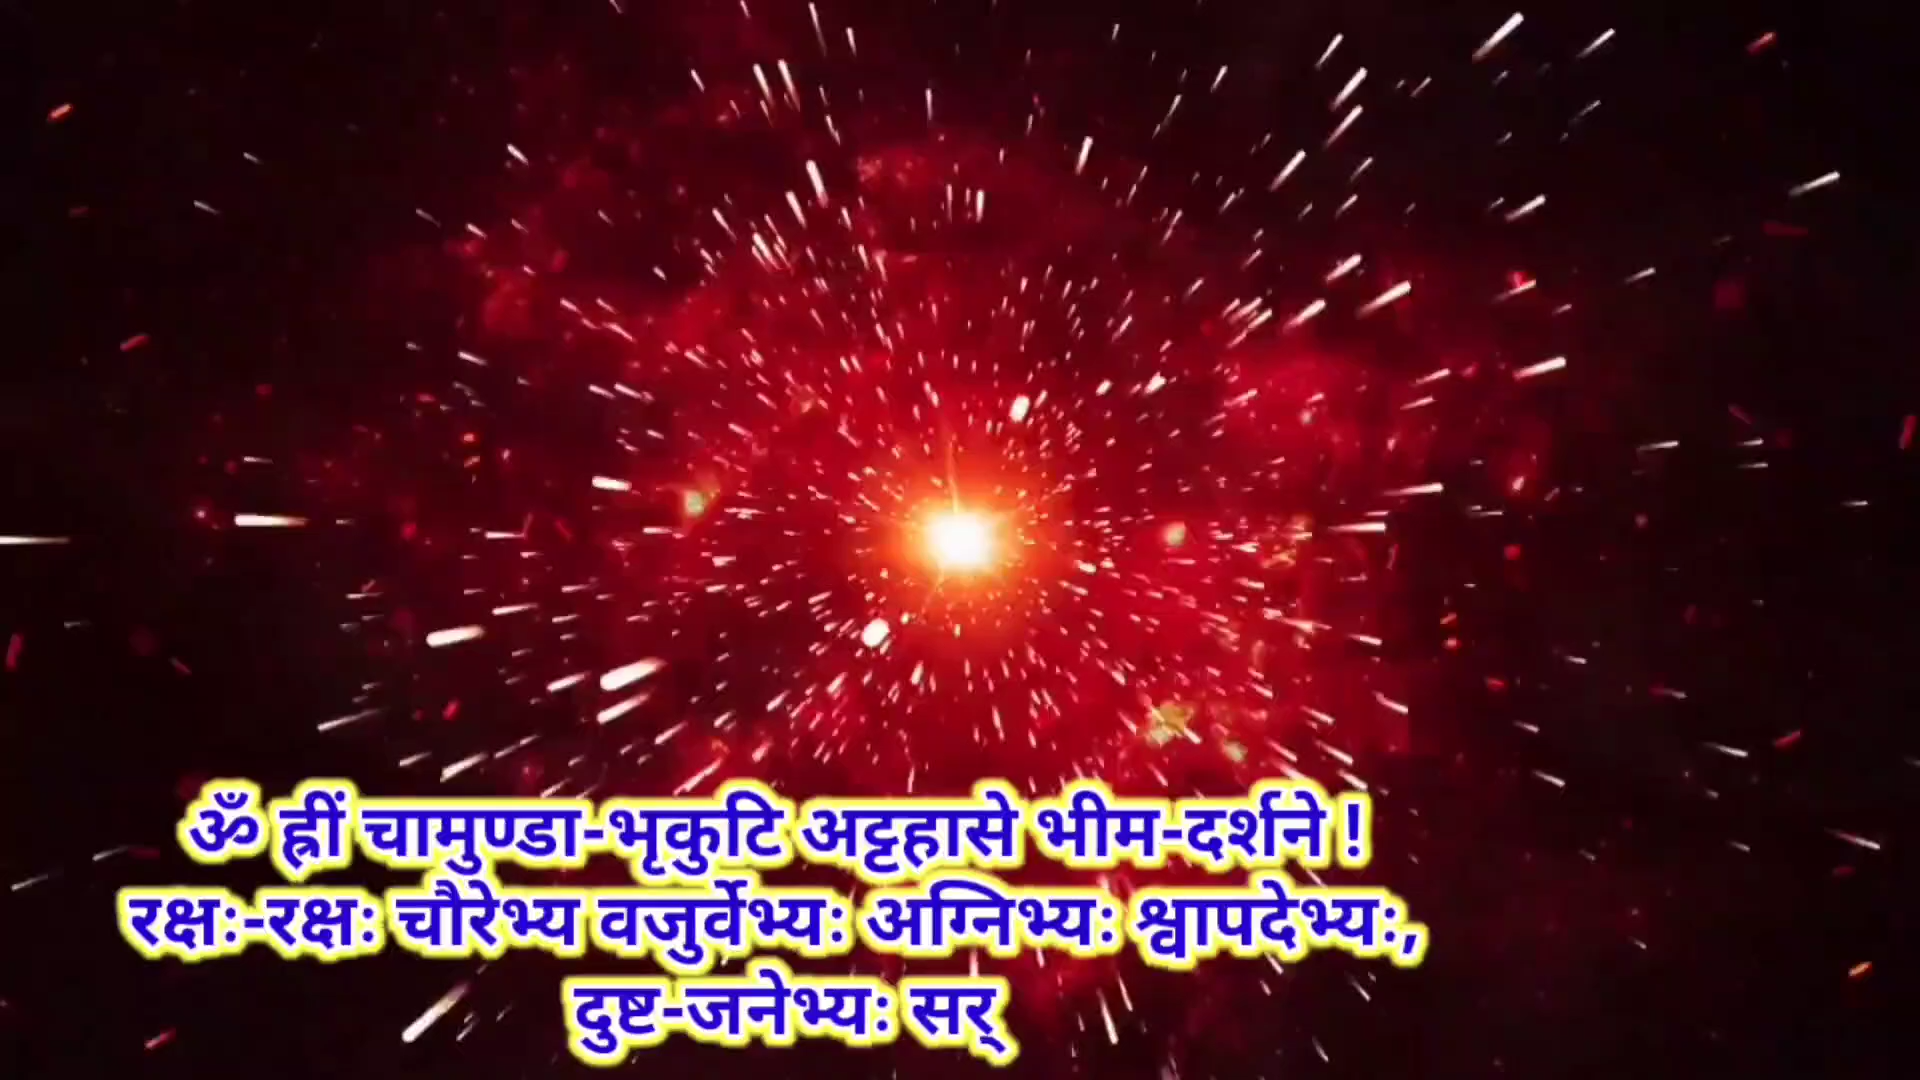 ॐ ह्रीं चामुण्डा-भृकुटि अट्टहासे भीम-दर्शने !
रक्षः-रक्षः चौरेभ्य वजुर्वेभ्यः अग्निभ्यः श्वापदेभ्यः,
दुष्ट-जनेभ्यः सर्